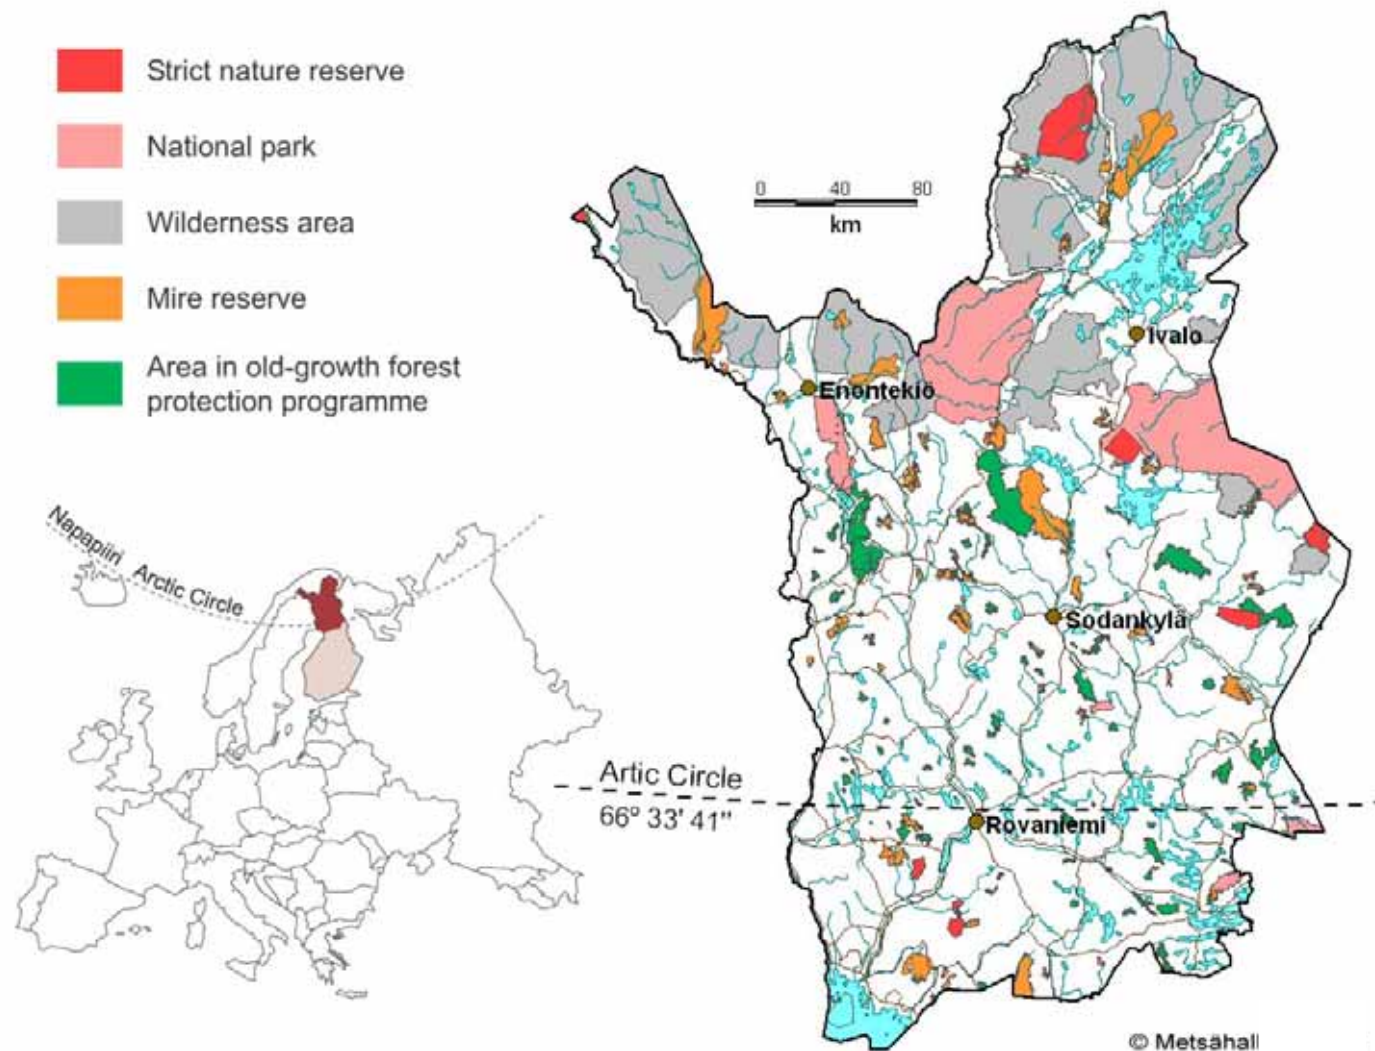 Strict nature reserve
National park
Wilderness area
Mire reserve
Area in old-growth forest
protection programme
0 40 80
km
Ivalo
Enontekiö
Sodankylä
Rovaniemi
Napapiiri Arctic Circle
Artic Circle
66° 33' 41"
© Metsähall